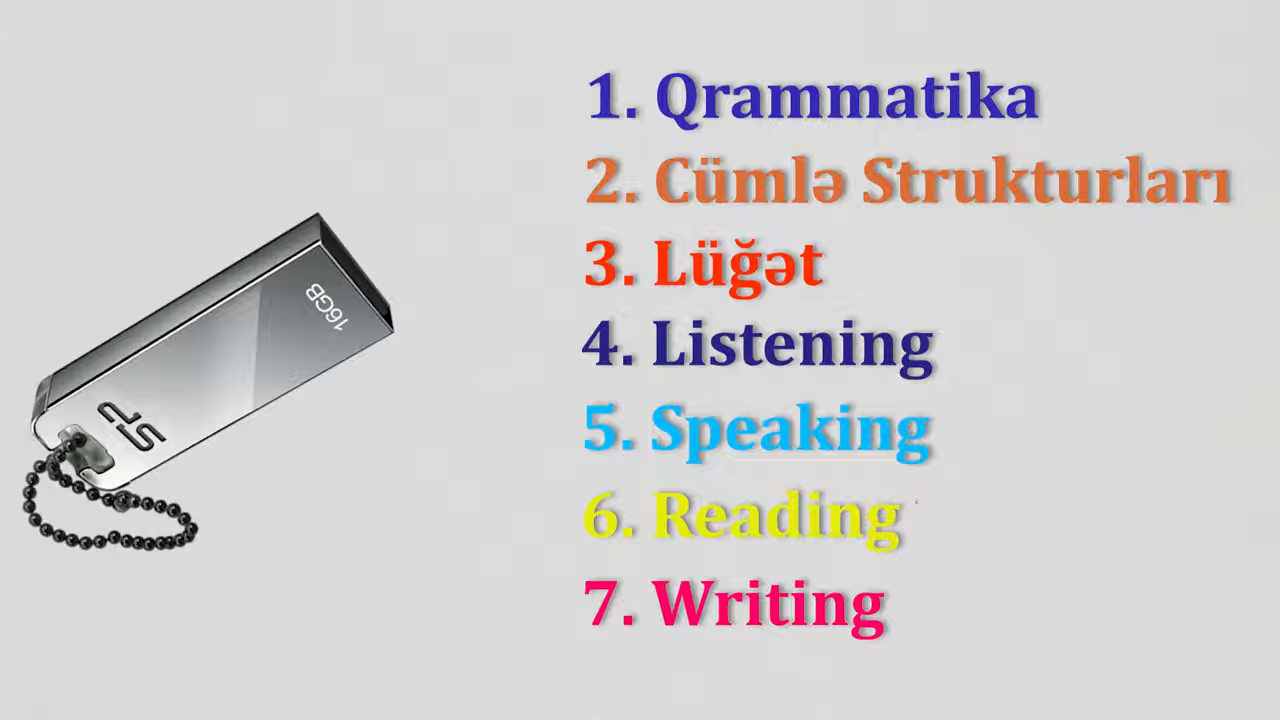 1. Qrammatika
2. Cümlə Strukturları
3. Lüğət
4. Listening
5. Speaking
6. Reading
7. Writing
16GB
SP